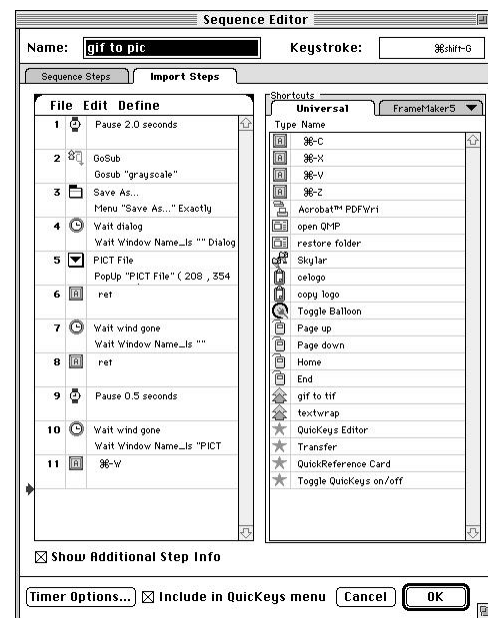 Sequence Editor
Name: gif to pic Keystroke: ⌘shift-G
Sequence Steps Import Steps
File Edit Define
1 Pause 2.0 seconds
2 GoSub
Gosub "grayscale"
3 Save As...
Menu "Save As..." Exactly
4 Wait dialog
Wait Window Name_Is "" Dialog
5 PICT File
PopUp "PICT File" ( 208 , 354
6 ret
7 Wait wind gone
Wait Window Name_Is ""
8 ret
9 Pause 0.5 seconds
10 Wait wind gone
Wait Window Name_Is "PICT
11 ⌘-W
Shortcuts
Universal FrameMaker5
Type Name
⌘-C
⌘-X
⌘-V
⌘-Z
Acrobat™ PDFWri
open QMP
restore folder
Skylar
celogo
copy logo
Toggle Balloon
Page up
Page down
Home
End
gif to tif
textwrap
QuicKeys Editor
Transfer
QuickReference Card
Toggle QuicKeys on/off
Show Additional Step Info
Timer Options... Include in QuicKeys menu Cancel OK